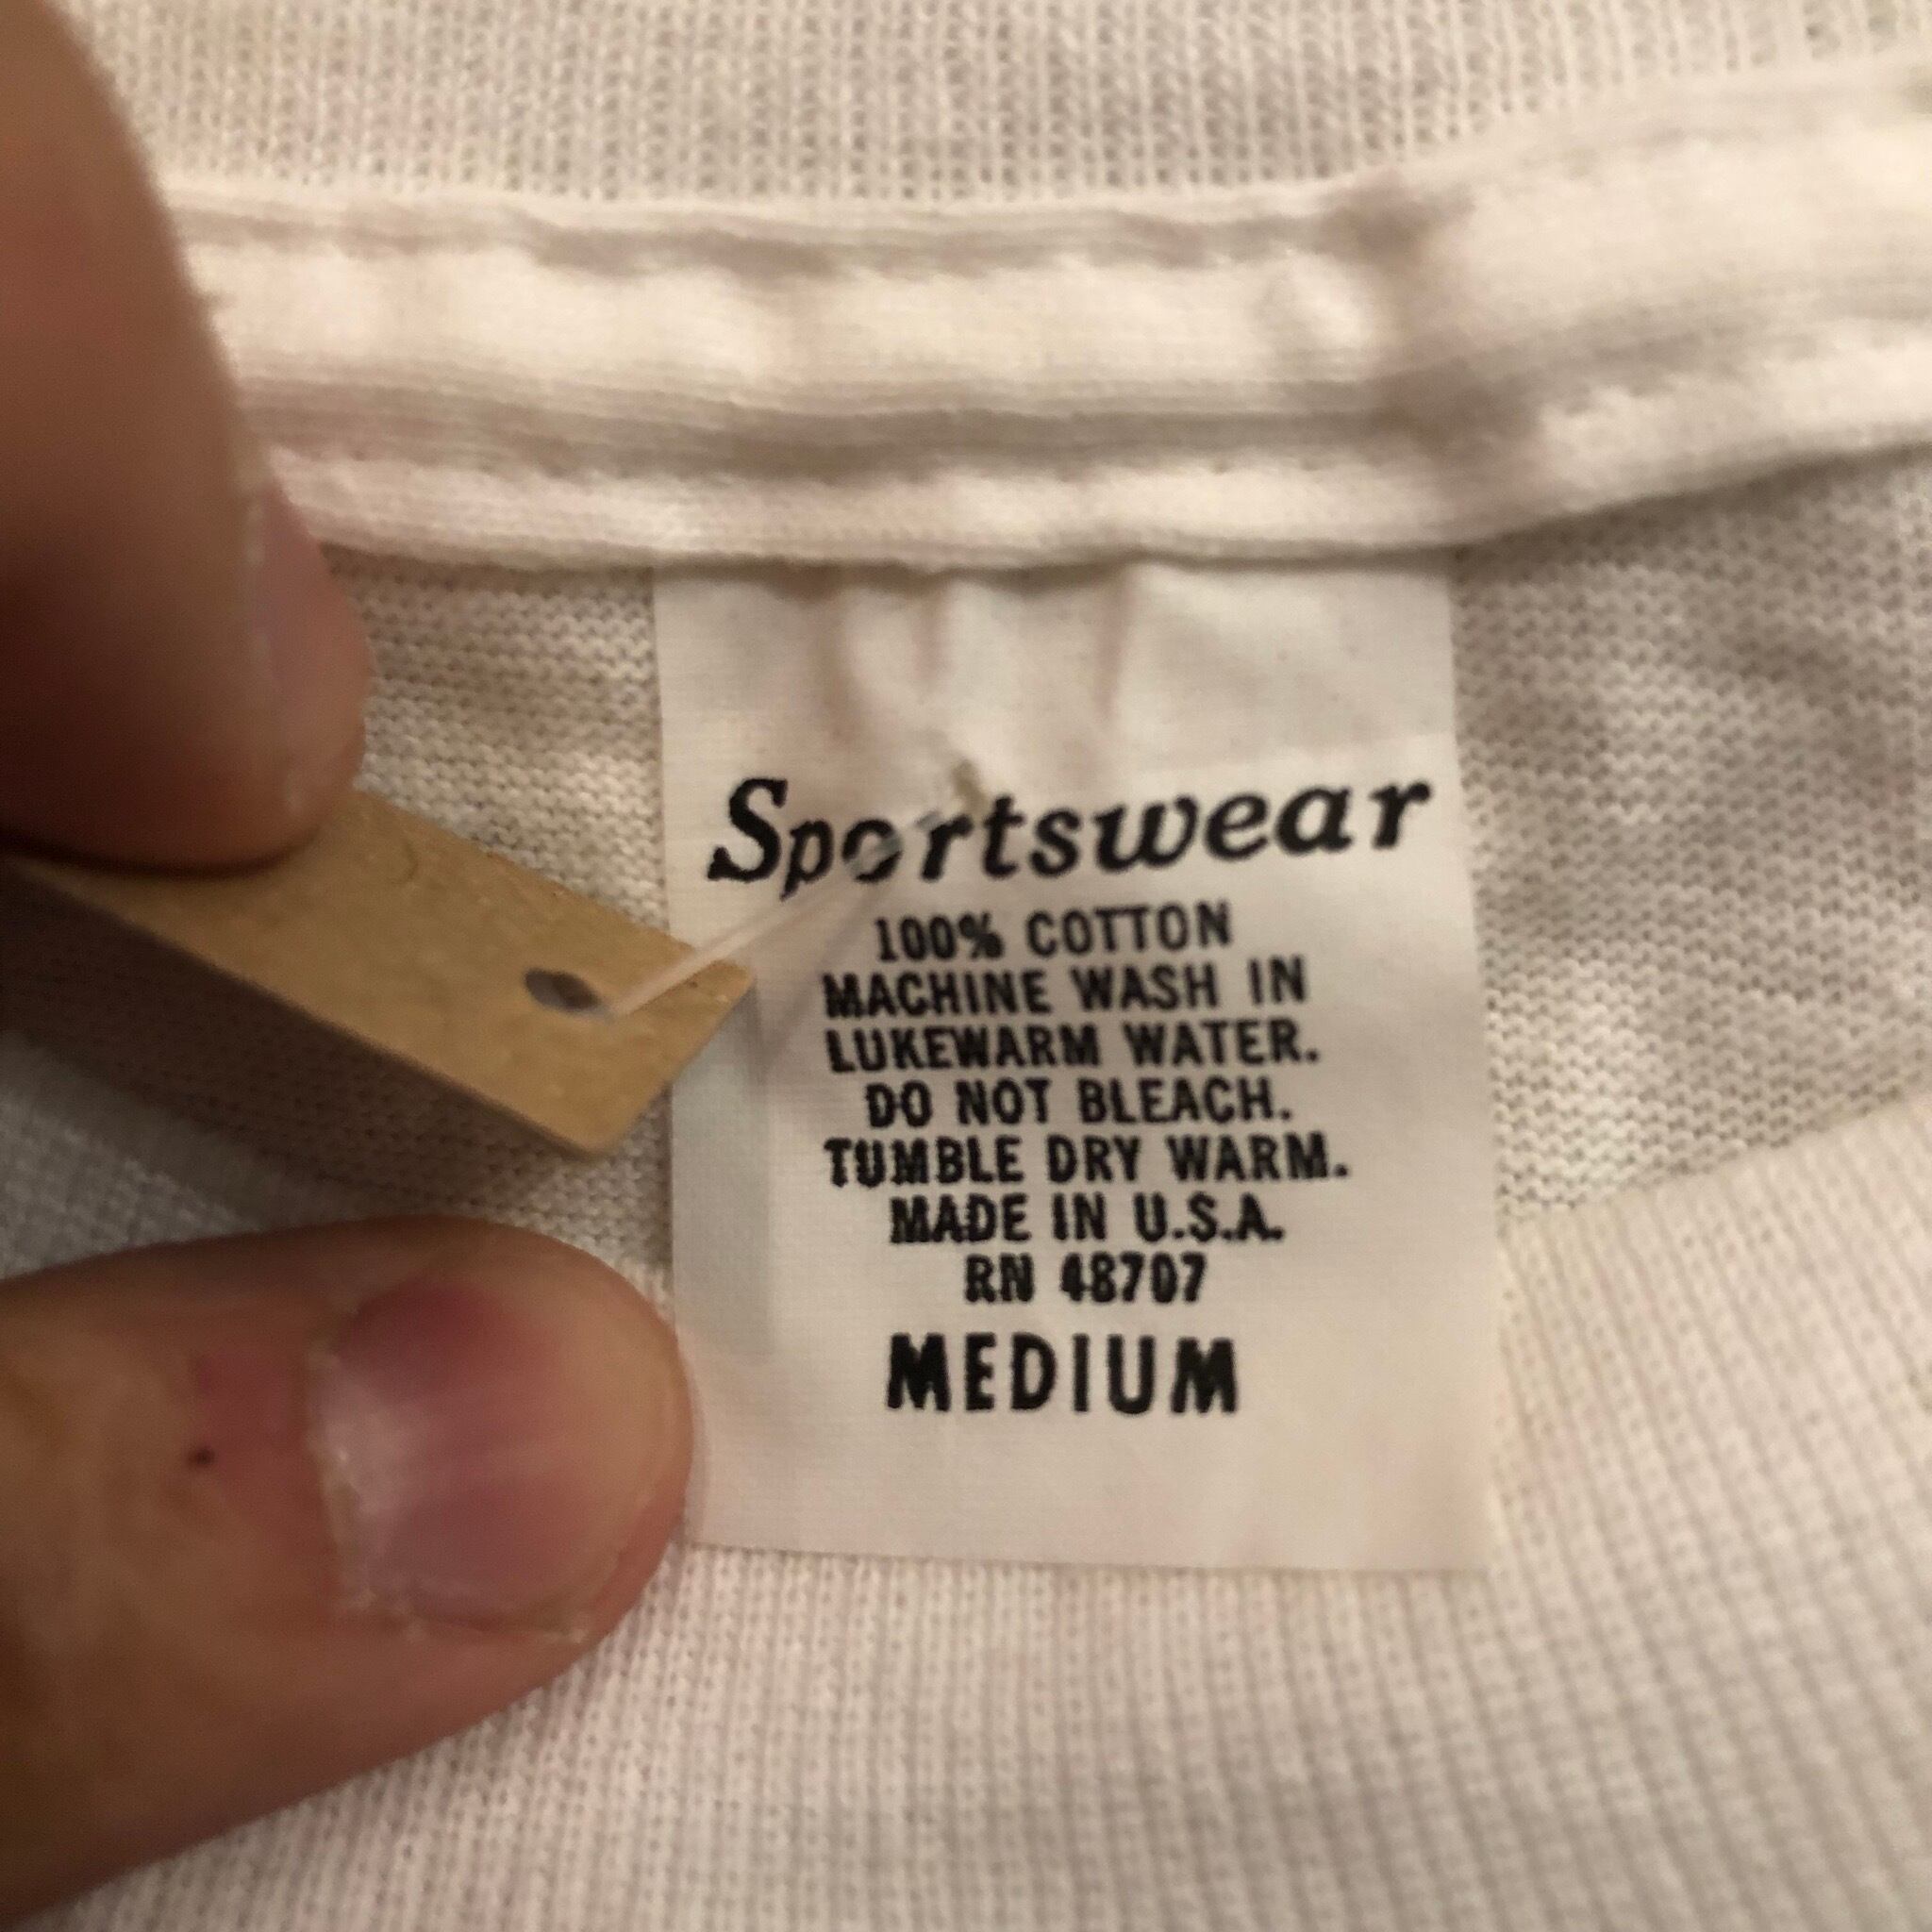 Sportswear
100% COTTON
MACHINE WASH IN
LUKEWARM WATER.
DO NOT BLEACH.
TUMBLE DRY WARM.
MADE IN U.S.A.
RN 48707
MEDIUM